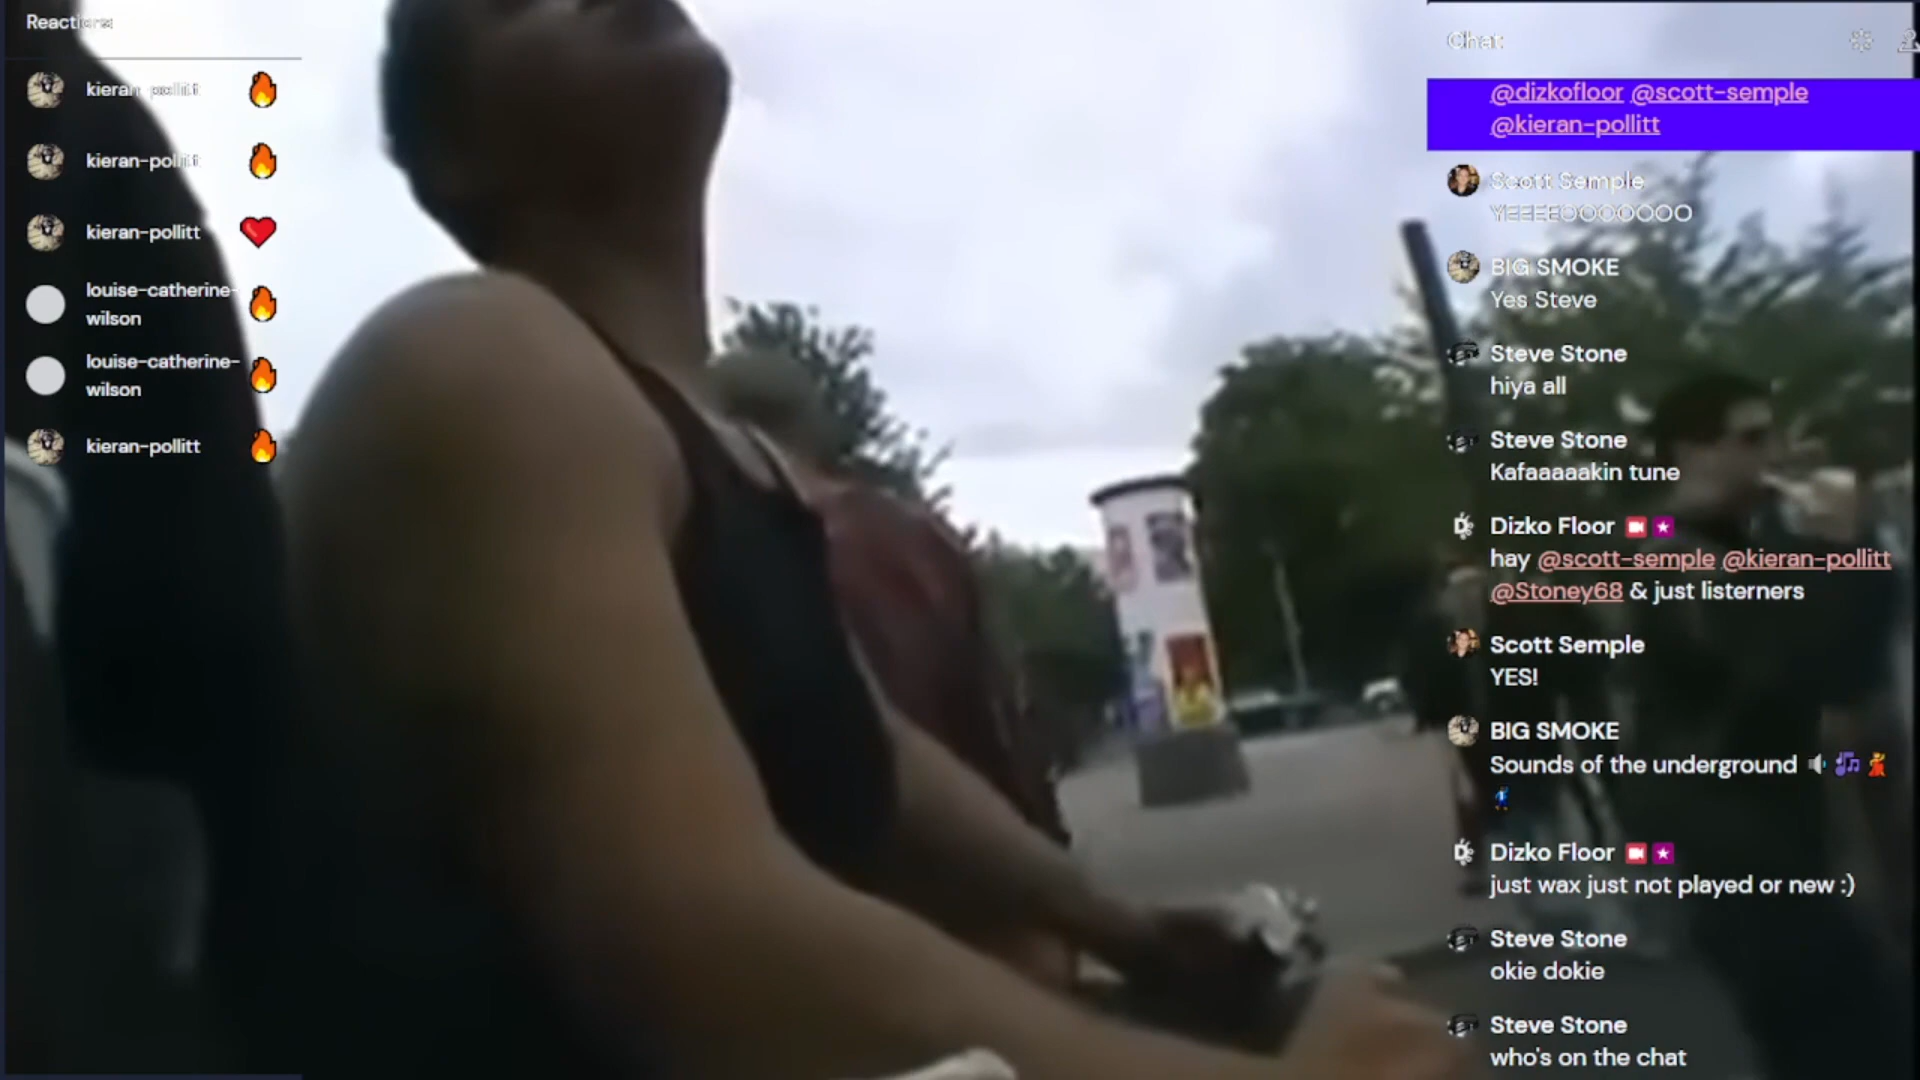 Reactions
kieran-pollitt
kieran-pollitt
kieran-pollitt
louise-catherine-
wilson
louise-catherine-
wilson
kieran-pollitt
Chat
@dizkofloor @scott-semple
@kieran-pollitt
Scott Semple
YEEEEOOOOOOO
BIG SMOKE
Yes Steve
Steve Stone
hiya all
Steve Stone
Kafaaaaakin tune
Dizko Floor
hay @scott-semple @kieran-pollitt
@Stoney68 & just listerners
Scott Semple
YES!
BIG SMOKE
Sounds of the underground 🔈🎶💃
🕺
Dizko Floor
just wax just not played or new :)
Steve Stone
okie dokie
Steve Stone
who's on the chat